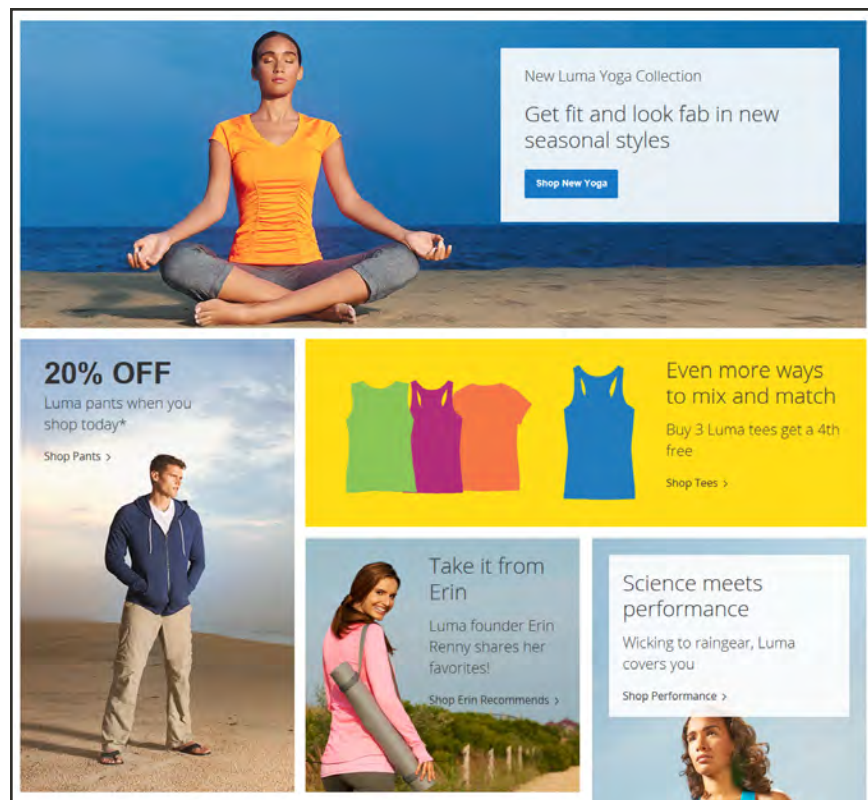 New Luma Yoga Collection
Get fit and look fab in new
seasonal styles
Shop New Yoga
20% OFF
Luma pants when you
shop today*
Shop Pants >
Even more ways
to mix and match
Buy 3 Luma tees get a 4th
free
Shop Tees >
Take it from
Erin
Luma founder Erin
Renny shares her
favorites!
Shop Erin Recommends >
Science meets
performance
Wicking to raingear, Luma
covers you
Shop Performance >